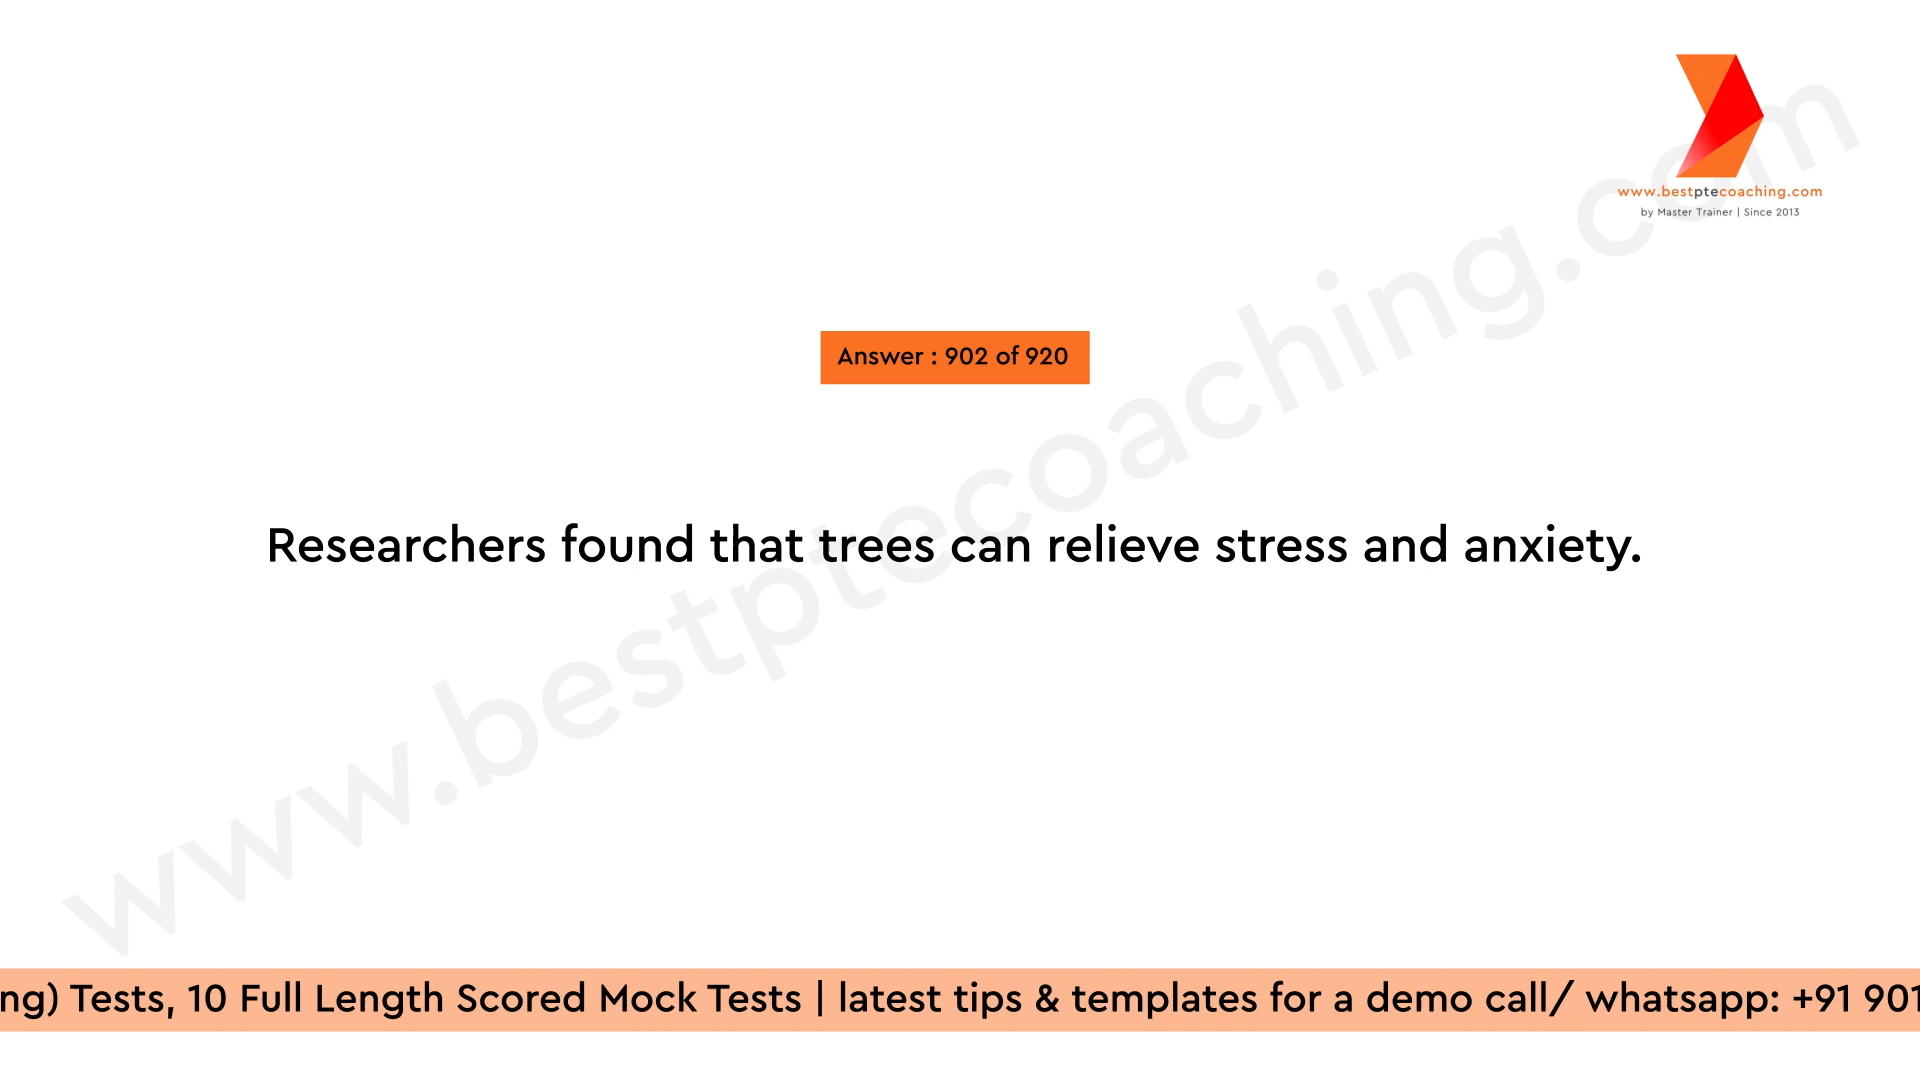 www.bestptecoaching.com
by Master Trainer | Since 2013
Answer : 902 of 920
Researchers found that trees can relieve stress and anxiety.
www.bestptecoaching.com
ng) Tests, 10 Full Length Scored Mock Tests | latest tips & templates for a demo call/ whatsapp: +91 901